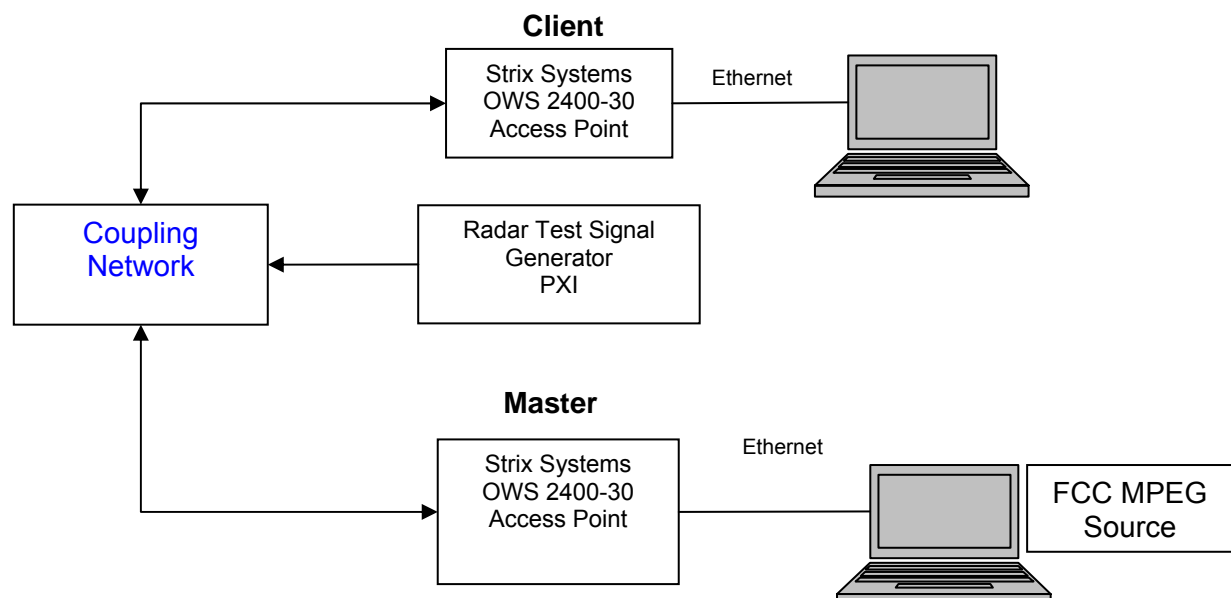 Client
Strix Systems
OWS 2400-30
Access Point
Ethernet
Coupling
Network
Radar Test Signal
Generator
PXI
Master
Strix Systems
OWS 2400-30
Access Point
Ethernet
FCC MPEG
Source